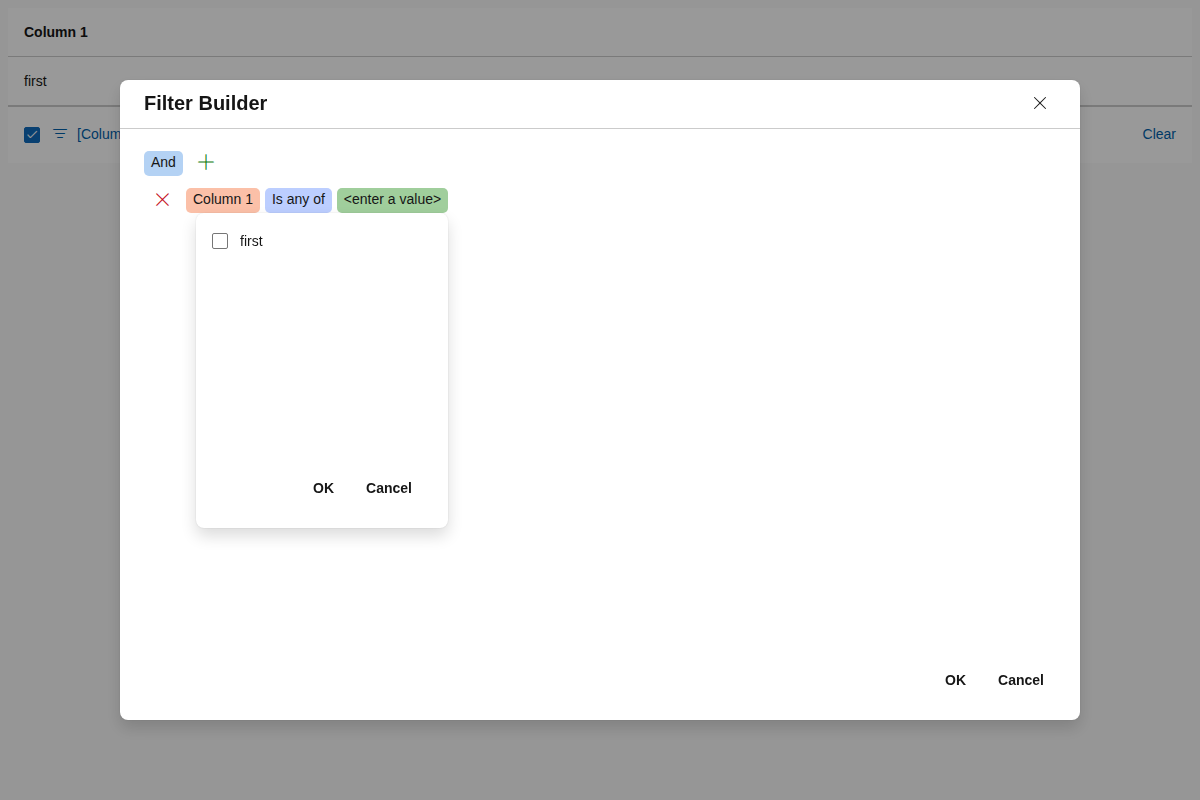 Column 1
first
[Colum
Clear
Filter Builder
And
Column 1 Is any of <enter a value>
first
OK Cancel
OK Cancel